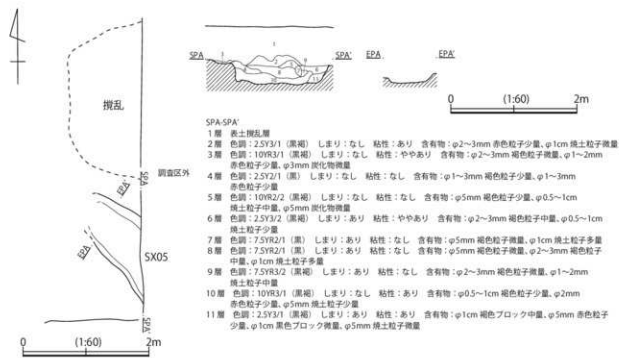 撹乱
調査区外
SPA
EPA'
EPA
SX05
SPA'
0 (1:60) 2m
SPA SPA' EPA EPA'
1
0 (1:60) 2m
SPA-SPA'
1層 表土撹乱層
2層 色調：2.5Y3/1（黒褐） しまり：なし 粘性：あり 含有物：φ2～3mm 赤色粒子少量、φ1cm 焼土粒子微量
3層 色調：10YR3/1（黒褐） しまり：なし 粘性：ややあり 含有物：φ2～3mm 褐色粒子微量、φ1～2mm
赤色粒子少量、φ3mm 炭化物微量
4層 色調：2.5Y2/1（黒） しまり：なし 粘性：なし 含有物：φ1～3mm 褐色粒子微量、φ1～3mm
赤色粒子少量
5層 色調：10YR2/2（黒褐） しまり：なし 粘性：なし 含有物：φ5mm 褐色粒子少量、φ0.5～1cm
焼土粒子中量、φ5mm 炭化物微量
6層 色調：2.5Y3/2（黒褐） しまり：あり 粘性：ややあり 含有物：φ2～3mm 褐色粒子中量、φ0.5～1cm
焼土粒子少量
7層 色調：7.5YR2/1（黒） しまり：あり 粘性：なし 含有物：φ5mm 褐色粒子微量、φ1cm 焼土粒子多量
8層 色調：7.5YR2/1（黒） しまり：あり 粘性：なし 含有物：φ5mm 褐色粒子微量、φ2～3mm 褐色粒子
中量、φ1cm 焼土粒子多量
9層 色調：7.5YR3/2（黒褐） しまり：あり 粘性：なし 含有物：φ2～3mm 褐色粒子微量、φ1～2mm
焼土粒子中量
10層 色調：10YR3/1（黒褐） しまり：なし 粘性：あり 含有物：φ0.5～1cm 褐色粒子少量、φ2mm
赤色粒子少量、φ5mm 焼土粒子少量
11層 色調：2.5Y3/1（黒褐） しまり：あり 粘性：あり 含有物：φ1cm 褐色ブロック中量、φ5mm 赤色粒子
少量、φ1cm 黒色ブロック微量、φ5mm 焼土粒子微量